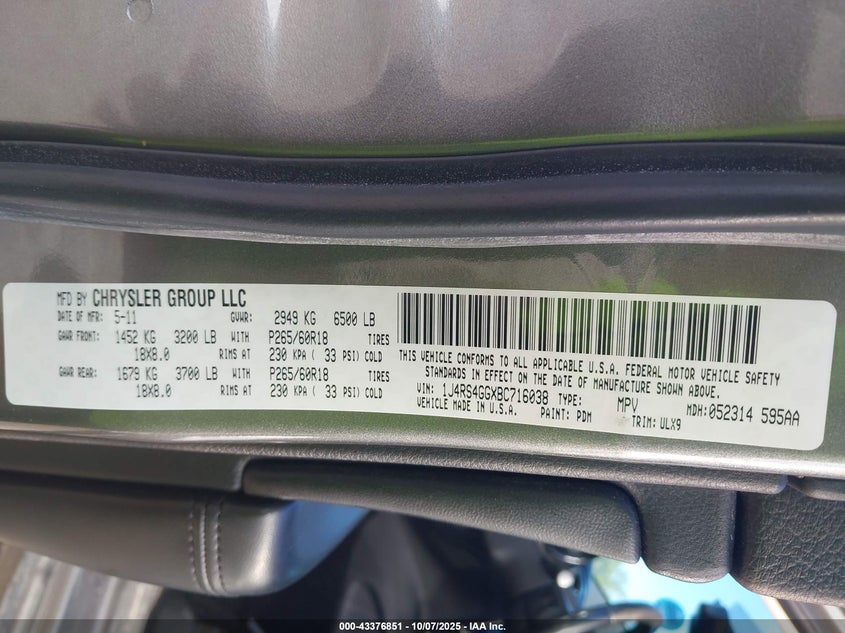 MFD BY CHRYSLER GROUP LLC
DATE OF MFR: 5-11 GVWR: 2949 KG 6500 LB
GAWR FRONT: 1452 KG 3200 LB WITH P265/60R18 TIRES
18X8.0 RIMS AT 230 KPA ( 33 PSI) COLD
GAWR REAR: 1679 KG 3700 LB WITH P265/60R18 TIRES
18X8.0 RIMS AT 230 KPA ( 33 PSI) COLD
THIS VEHICLE CONFORMS TO ALL APPLICABLE U.S.A. FEDERAL MOTOR VEHICLE SAFETY
STANDARDS IN EFFECT ON THE DATE OF MANUFACTURE SHOWN ABOVE.
VIN: 1J4RS4GGXBC716038 TYPE: MPV MDH:052314 595AA
VEHICLE MADE IN U.S.A. PAINT: PDM TRIM: ULX9
000-43376851 - 10/07/2025 - IAA Inc.